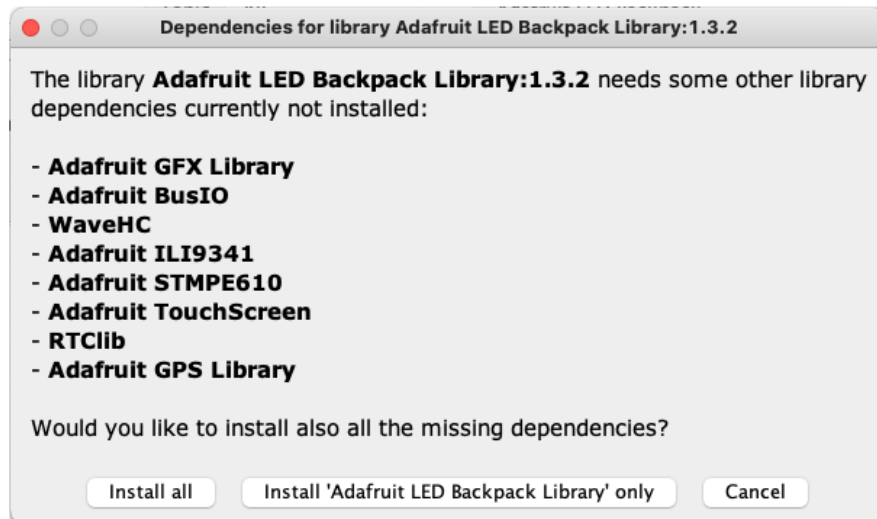 Dependencies for library Adafruit LED Backpack Library:1.3.2
The library Adafruit LED Backpack Library:1.3.2 needs some other library
dependencies currently not installed:
- Adafruit GFX Library
- Adafruit BusIO
- WaveHC
- Adafruit ILI9341
- Adafruit STMPE610
- Adafruit TouchScreen
- RTClib
- Adafruit GPS Library
Would you like to install also all the missing dependencies?
Install all
Install 'Adafruit LED Backpack Library' only
Cancel